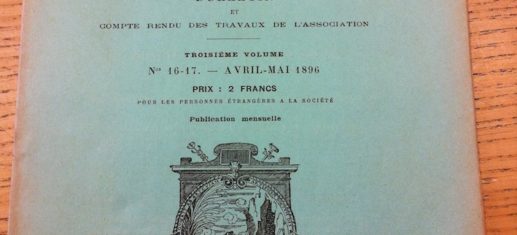 ET
COMPTE RENDU DES TRAVAUX DE L'ASSOCIATION
TROISIÈME VOLUME
Nos 16-17. — AVRIL-MAI 1896
PRIX : 2 FRANCS
POUR LES PERSONNES ÉTRANGÈRES A LA SOCIÉTÉ
Publication mensuelle